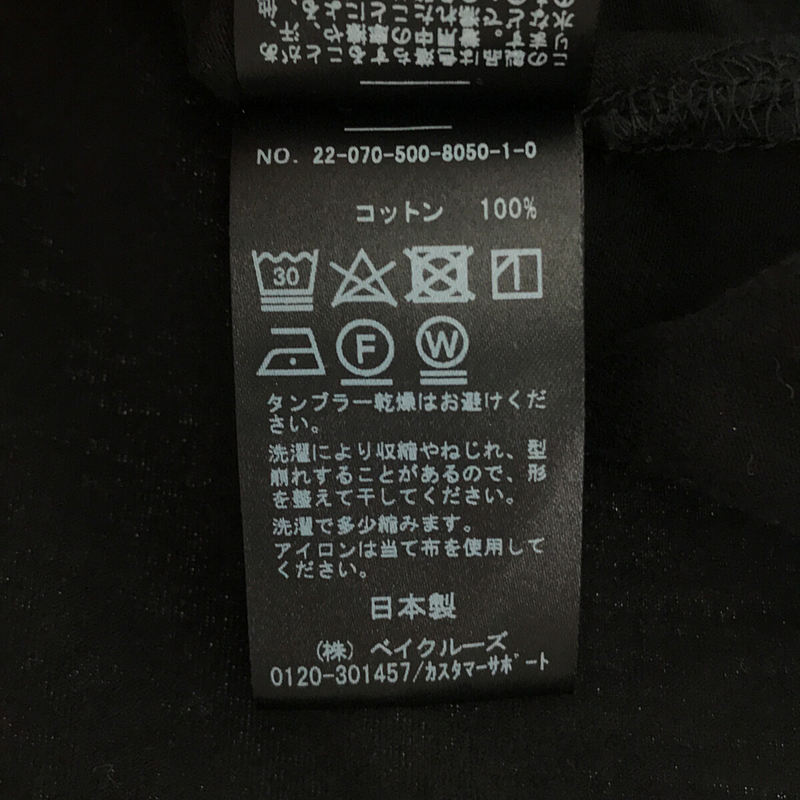 NO. 22-070-500-8050-1-0
コットン 100%
30
F W
タンブラー乾燥はお避けくだ
さい。
洗濯により収縮やねじれ、型
崩れすることがあるので、形
を整えて干してください。
洗濯で多少縮みます。
アイロンは当て布を使用して
ください。
日本製
(株) ベイクルーズ
0120-301457/カスタマーサポート